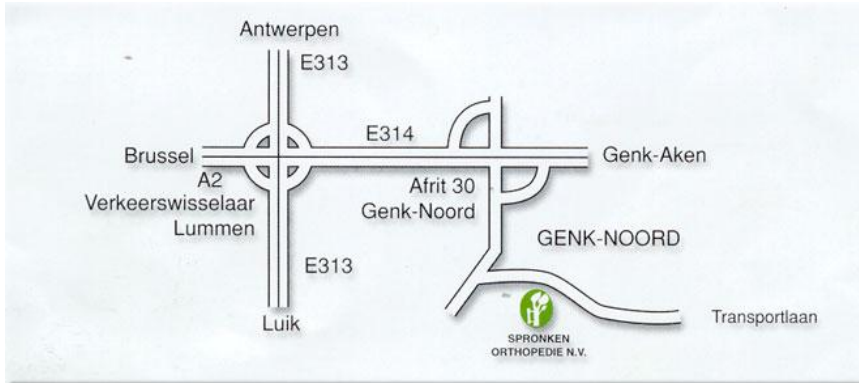 Antwerpen
E313
E314
Brussel
Genk-Aken
A2
Verkeerswisselaar
Lummen
Afrit 30
Genk-Noord
GENK-NOORD
E313
Luik
Transportlaan
SPRONKEN
ORTHOPEDIE N.V.